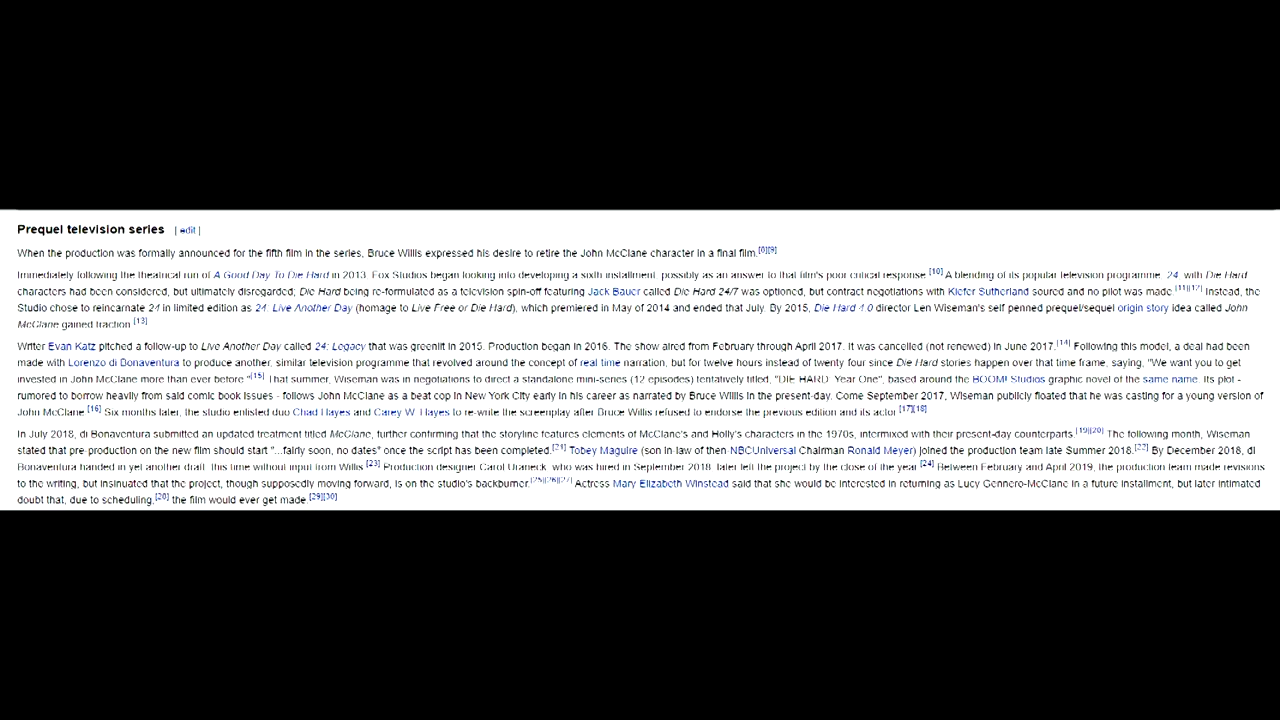 Prequel television series [ edit ]
When the production was formally announced for the fifth film in the series, Bruce Willis expressed his desire to retire the John McClane character in a final film.[8][9]
Immediately following the theatrical run of A Good Day To Die Hard in 2013, Fox Studios began looking into developing a sixth installment, possibly as an answer to that film's poor critical response.[10] A blending of its popular television programme, 24, with Die Hard
characters had been considered, but ultimately disregarded; Die Hard being re-formulated as a television spin-off featuring Jack Bauer called Die Hard 24/7 was optioned, but contract negotiations with Kiefer Sutherland soured and no pilot was made.[11][12] Instead, the
Studio chose to reincarnate 24 in limited edition as 24: Live Another Day (homage to Live Free or Die Hard), which premiered in May of 2014 and ended that July. By 2015, Die Hard 4.0 director Len Wiseman's self penned prequel/sequel origin story idea called John
McClane gained traction.[13]
Writer Evan Katz pitched a follow-up to Live Another Day called 24: Legacy that was greenlit in 2015. Production began in 2016. The show aired from February through April 2017. It was cancelled (not renewed) in June 2017.[14] Following this model, a deal had been
made with Lorenzo di Bonaventura to produce another, similar television programme that revolved around the concept of real-time narration, but for twelve hours instead of twenty four since Die Hard stories happen over that time frame, saying, "We want you to get
invested in John McClane more than ever before."[15] That summer, Wiseman was in negotiations to direct a standalone mini-series (12 episodes) tentatively titled, "DIE HARD: Year One", based around the BOOM! Studios graphic novel of the same name. Its plot -
rumored to borrow heavily from said comic book issues - follows John McClane as a beat cop in New York City early in his career as narrated by Bruce Willis in the present-day. Come September 2017, Wiseman publicly floated that he was casting for a young version of
John McClane.[16] Six months later, the studio enlisted duo Chad Hayes and Carey W. Hayes to re-write the screenplay after Bruce Willis refused to endorse the previous edition and its actor.[17][18]
In July 2018, di Bonaventura submitted an updated treatment titled McClane, further confirming that the storyline features elements of McClane's and Holly's characters in the 1970s, intermixed with their present-day counterparts.[19][20] The following month, Wiseman
stated that pre-production on the new film should start "...fairly soon, no dates" once the script has been completed.[21] Tobey Maguire (son in-law of then-NBCUniversal Chairman Ronald Meyer) joined the production team late Summer 2018.[22] By December 2018, di
Bonaventura handed in yet another draft, this time without input from Willis.[23] Production designer Carol Uraneck, who was hired in September 2018, later left the project by the close of the year.[24] Between February and April 2019, the production team made revisions
to the writing, but insinuated that the project, though supposedly moving forward, is on the studio's backburner.[25][26][27] Actress Mary Elizabeth Winstead said that she would be interested in returning as Lucy Gennero-McClane in a future installment, but later intimated
doubt that, due to scheduling,[28] the film would ever get made.[29][30]